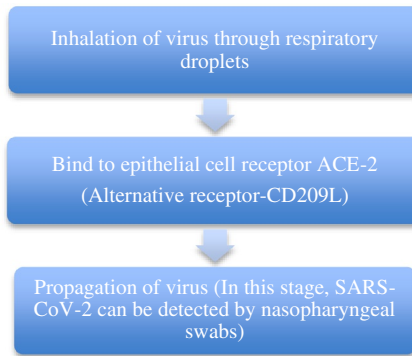 Inhalation of virus through respiratory
droplets
Bind to epithelial cell receptor ACE-2
(Alternative receptor-CD209L)
Propagation of virus (In this stage, SARS-
CoV-2 can be detected by nasopharyngeal
swabs)